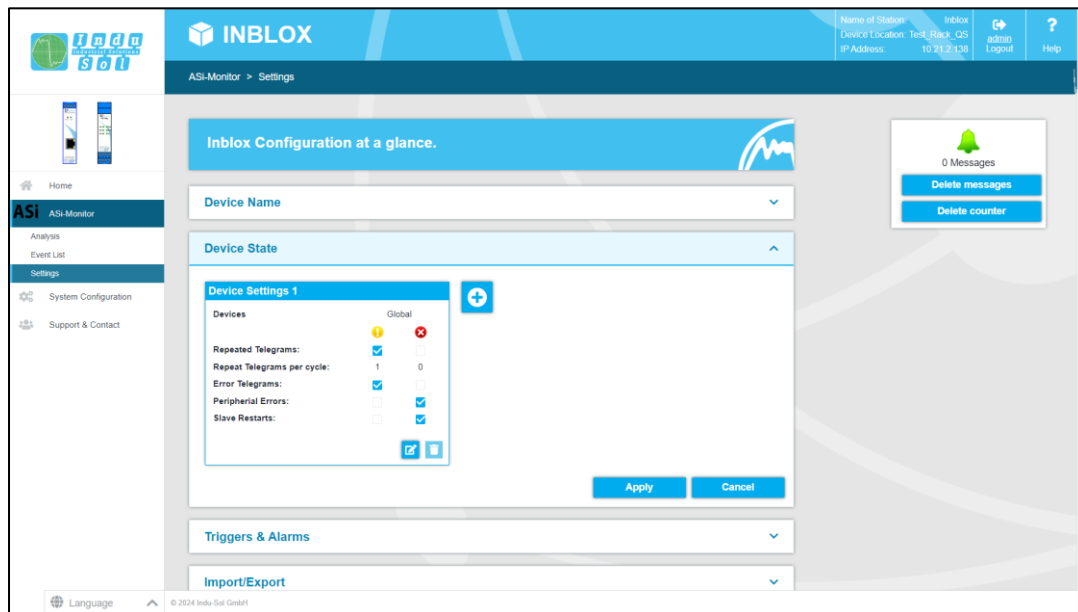 Indu
Industrial Solutions
Sol
INBLOX
Name of Station: Inblox
Device Location: Test_Rack_QS
IP Address: 10.21.2.138
admin
Logout
?
Help
ASi-Monitor > Settings
Inblox Configuration at a glance.
0 Messages
Delete messages
Delete counter
Home
ASi ASi-Monitor
Analysis
Event List
Settings
System Configuration
Support & Contact
Device Name
Device State
Device Settings 1
Devices Global
Repeated Telegrams:
Repeat Telegrams per cycle: 1 0
Error Telegrams:
Peripherial Errors:
Slave Restarts:
Apply Cancel
Triggers & Alarms
Import/Export
Language
© 2024 Indu-Sol GmbH